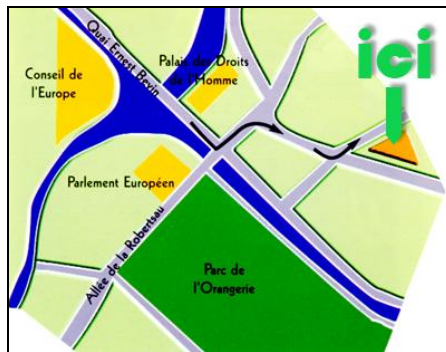 ici
Quai Ernest Bevin
Palais des Droits
de l'Homme
Conseil de
l'Europe
Parlement Européen
Allée de la Robertsau
Parc de
l'Orangerie